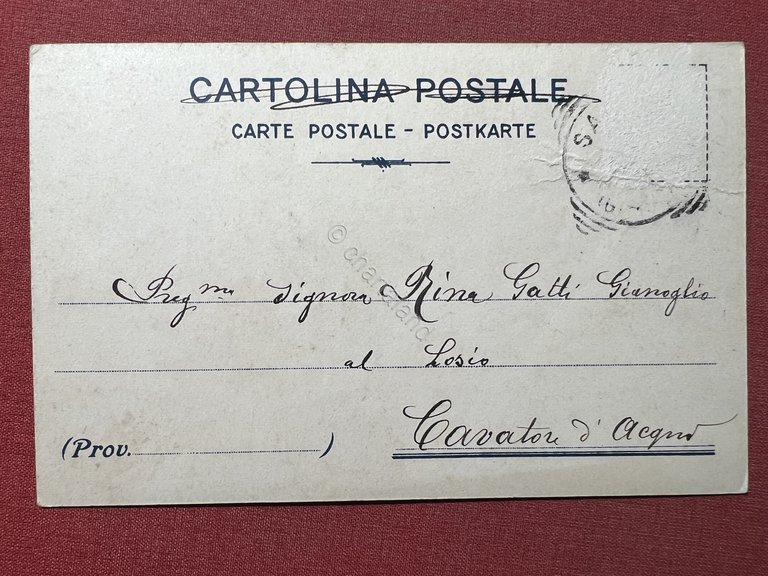 CARTOLINA POSTALE
CARTE POSTALE - POSTKARTE
Preg.ma Signora Rina Gatti Gianoglio
al Losio
Cavatore d' Acqui
(Prov. )